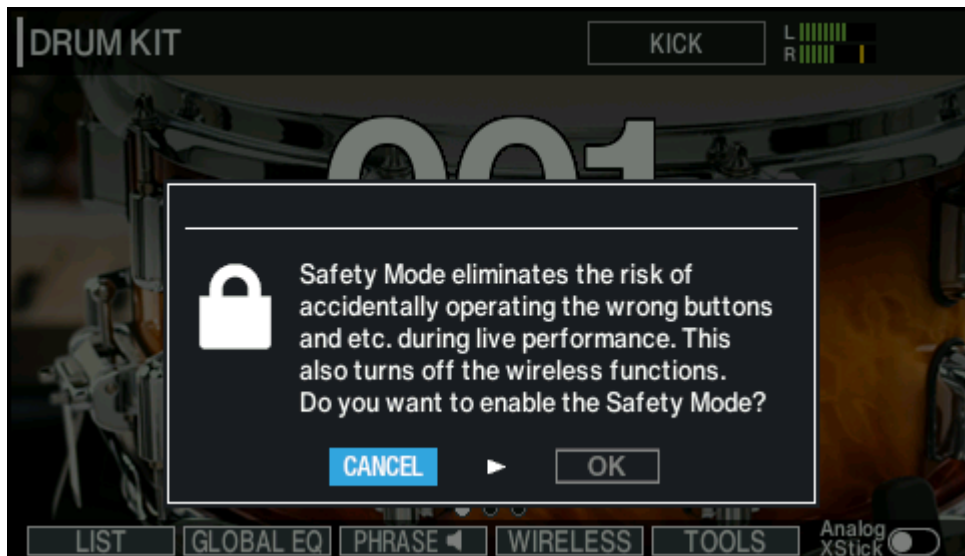 DRUM KIT
KICK
L
R
001
Safety Mode eliminates the risk of
accidentally operating the wrong buttons
and etc. during live performance. This
also turns off the wireless functions.
Do you want to enable the Safety Mode?
CANCEL
OK
LIST
GLOBAL EQ
PHRASE
WIRELESS
TOOLS
Analog
XStick